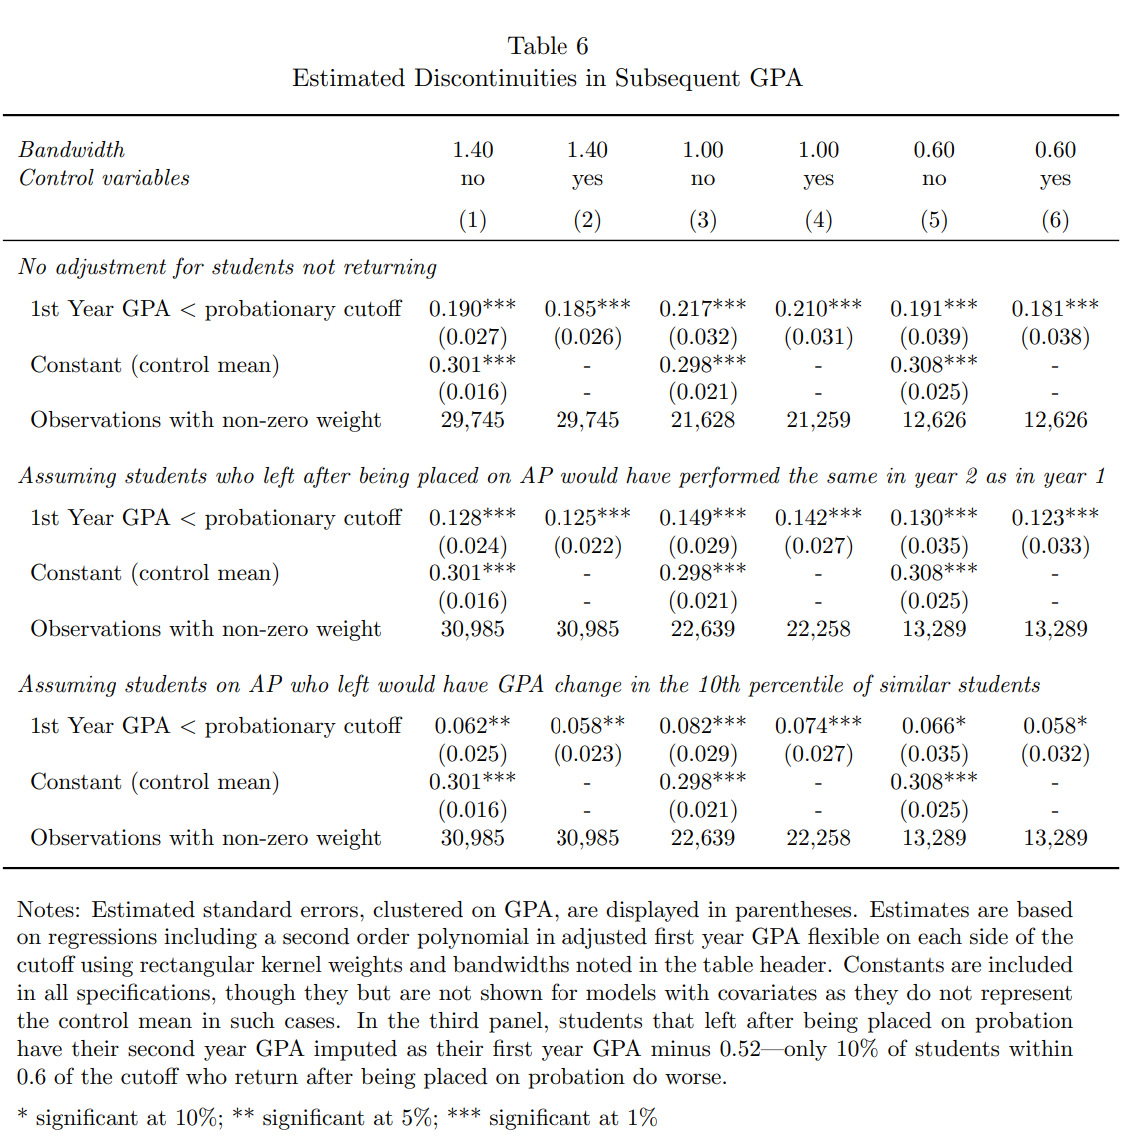 Table 6
Estimated Discontinuities in Subsequent GPA
Bandwidth 1.40 1.40 1.00 1.00 0.60 0.60
Control variables no yes no yes no yes
(1) (2) (3) (4) (5) (6)
No adjustment for students not returning
1st Year GPA < probationary cutoff 0.190*** 0.185*** 0.217*** 0.210*** 0.191*** 0.181***
(0.027) (0.026) (0.032) (0.031) (0.039) (0.038)
Constant (control mean) 0.301*** - 0.298*** - 0.308*** -
(0.016) - (0.021) - (0.025) -
Observations with non-zero weight 29,745 29,745 21,628 21,259 12,626 12,626
Assuming students who left after being placed on AP would have performed the same in year 2 as in year 1
1st Year GPA < probationary cutoff 0.128*** 0.125*** 0.149*** 0.142*** 0.130*** 0.123***
(0.024) (0.022) (0.029) (0.027) (0.035) (0.033)
Constant (control mean) 0.301*** - 0.298*** - 0.308*** -
(0.016) - (0.021) - (0.025) -
Observations with non-zero weight 30,985 30,985 22,639 22,258 13,289 13,289
Assuming students on AP who left would have GPA change in the 10th percentile of similar students
1st Year GPA < probationary cutoff 0.062** 0.058** 0.082*** 0.074*** 0.066* 0.058*
(0.025) (0.023) (0.029) (0.027) (0.035) (0.032)
Constant (control mean) 0.301*** - 0.298*** - 0.308*** -
(0.016) - (0.021) - (0.025) -
Observations with non-zero weight 30,985 30,985 22,639 22,258 13,289 13,289
Notes: Estimated standard errors, clustered on GPA, are displayed in parentheses. Estimates are based
on regressions including a second order polynomial in adjusted first year GPA flexible on each side of the
cutoff using rectangular kernel weights and bandwidths noted in the table header. Constants are included
in all specifications, though they but are not shown for models with covariates as they do not represent
the control mean in such cases. In the third panel, students that left after being placed on probation
have their second year GPA imputed as their first year GPA minus 0.52—only 10% of students within
0.6 of the cutoff who return after being placed on probation do worse.
* significant at 10%; ** significant at 5%; *** significant at 1%